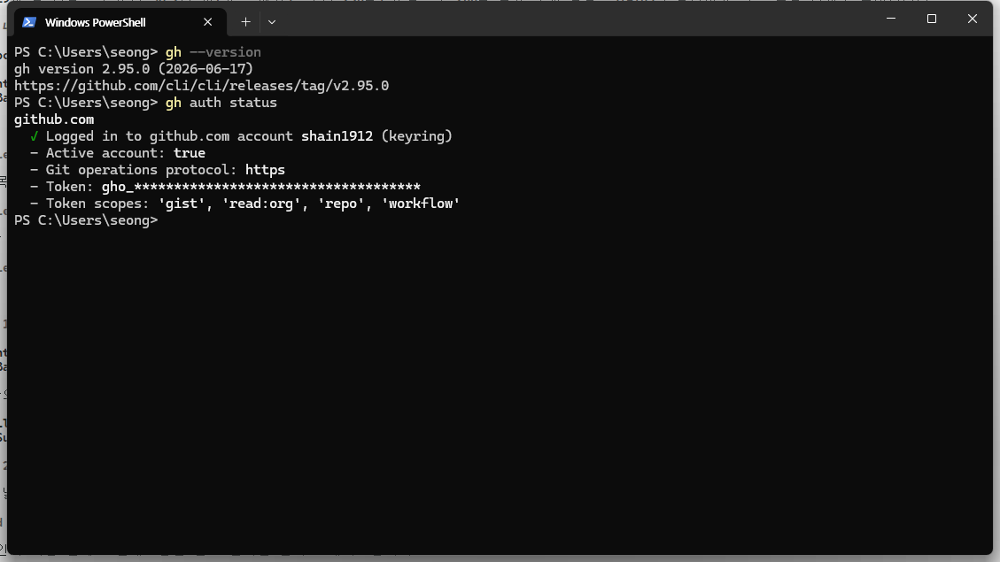 Windows PowerShell
PS C:\Users\seong> gh --version
gh version 2.95.0 (2026-06-17)
https://github.com/cli/cli/releases/tag/v2.95.0
PS C:\Users\seong> gh auth status
github.com
  ✓ Logged in to github.com account shain1912 (keyring)
  - Active account: true
  - Git operations protocol: https
  - Token: gho_************************************
  - Token scopes: 'gist', 'read:org', 'repo', 'workflow'
PS C:\Users\seong>